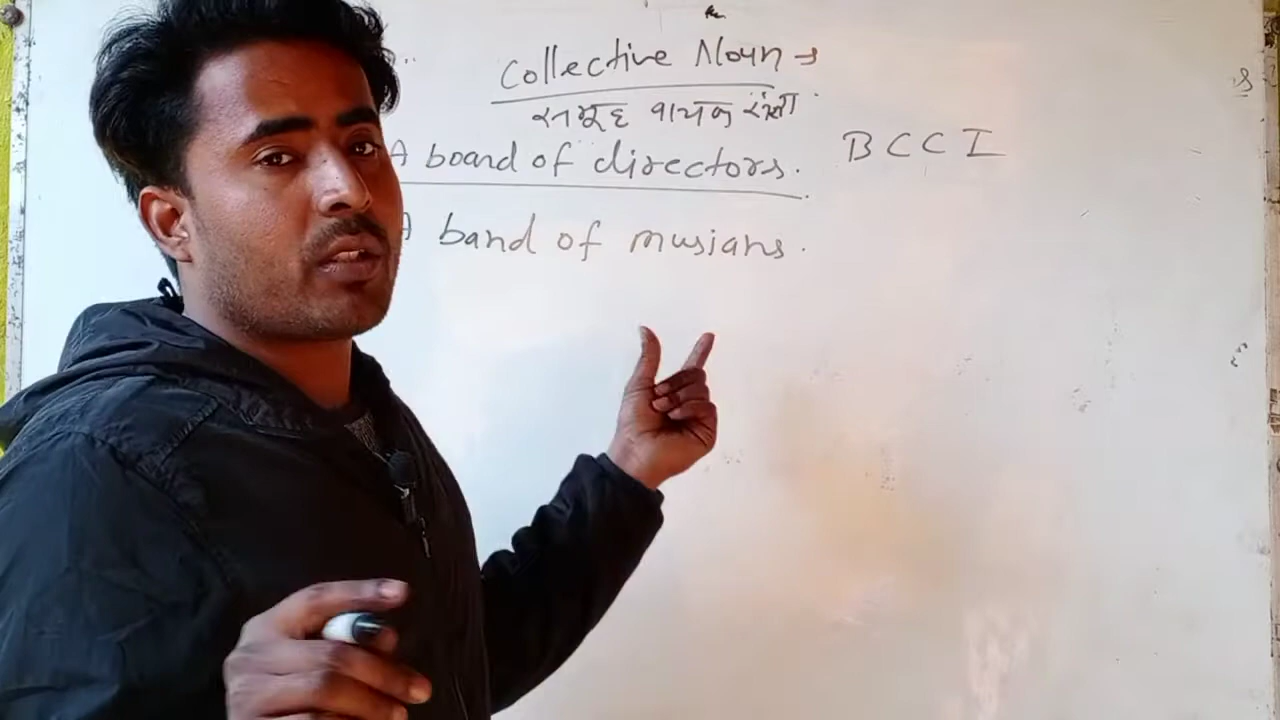 Collective Noun →
समूह वाचक संज्ञा
A board of directors. BCCI
A band of musians.